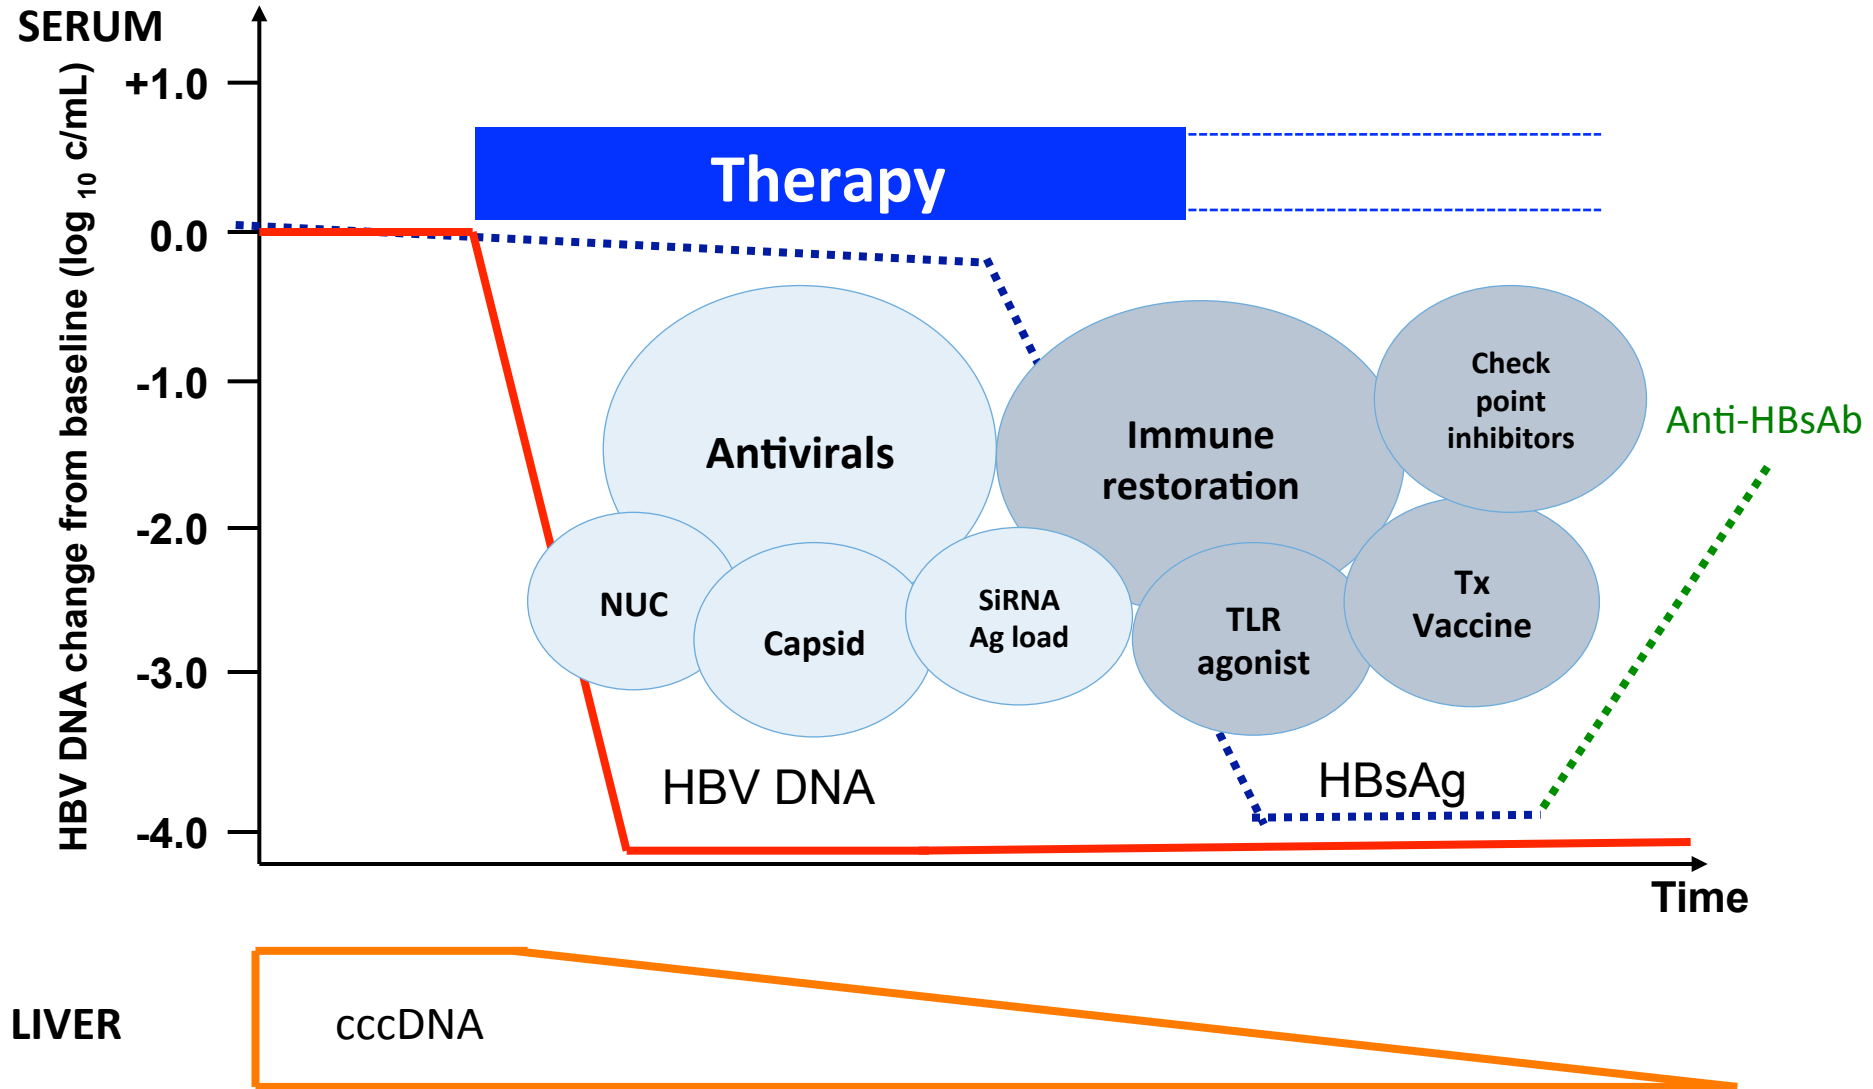 SERUM
HBV DNA change from baseline (log 10 c/mL)
+1.0
0.0
-1.0
-2.0
-3.0
-4.0
Therapy
Antivirals
NUC
Capsid
SiRNA
Ag load
Immune
restoration
Check
point
inhibitors
TLR
agonist
Tx
Vaccine
Anti-HBsAb
HBV DNA
HBsAg
Time
LIVER
cccDNA